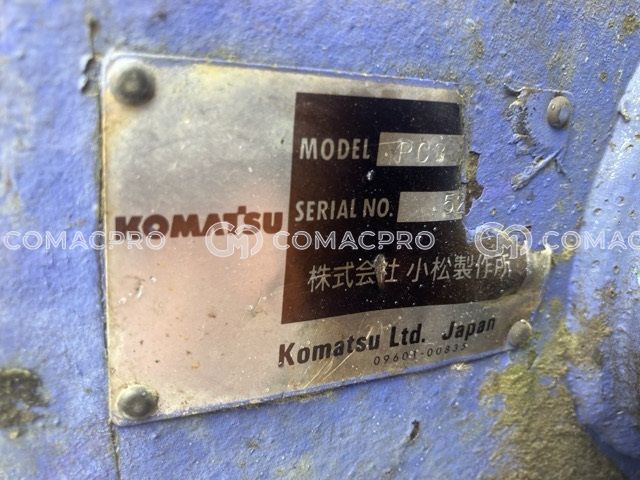 MODEL PC
SERIAL NO. 52
KOMATSU
COMACPRO COMACPRO COMACPRO
株式会社 小松製作所
Komatsu Ltd. Japan